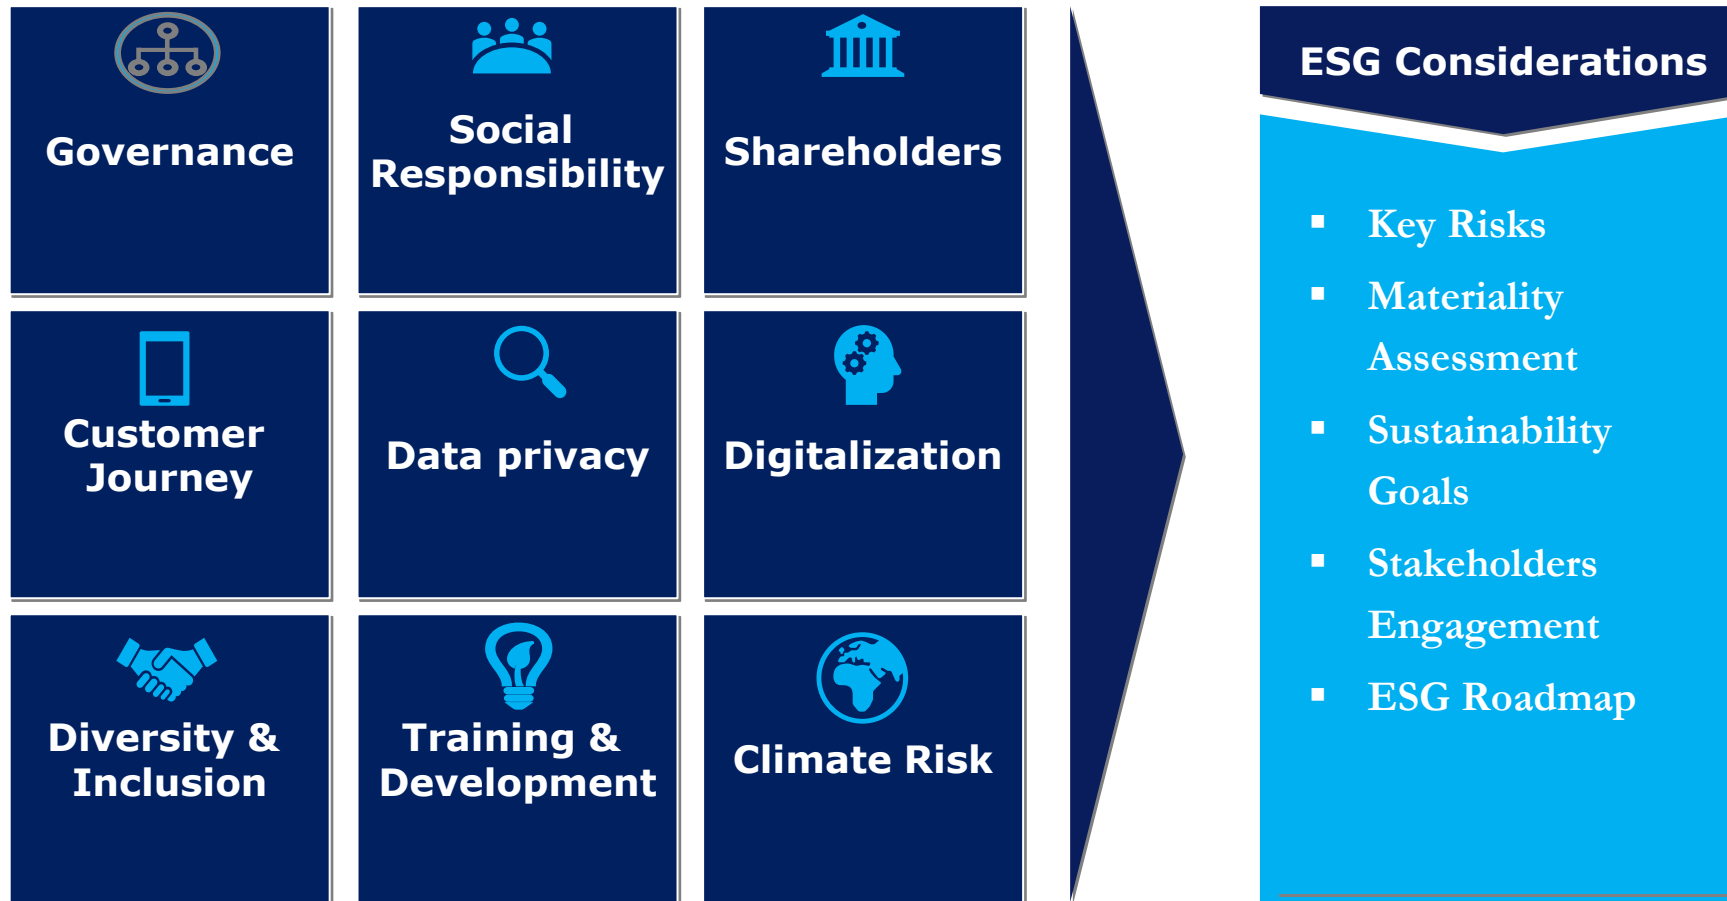 Governance
Social
Responsibility
Shareholders
Customer
Journey
Data privacy
Digitalization
Diversity &
Inclusion
Training &
Development
Climate Risk
ESG Considerations
▪ Key Risks
▪ Materiality
Assessment
▪ Sustainability
Goals
▪ Stakeholders
Engagement
▪ ESG Roadmap